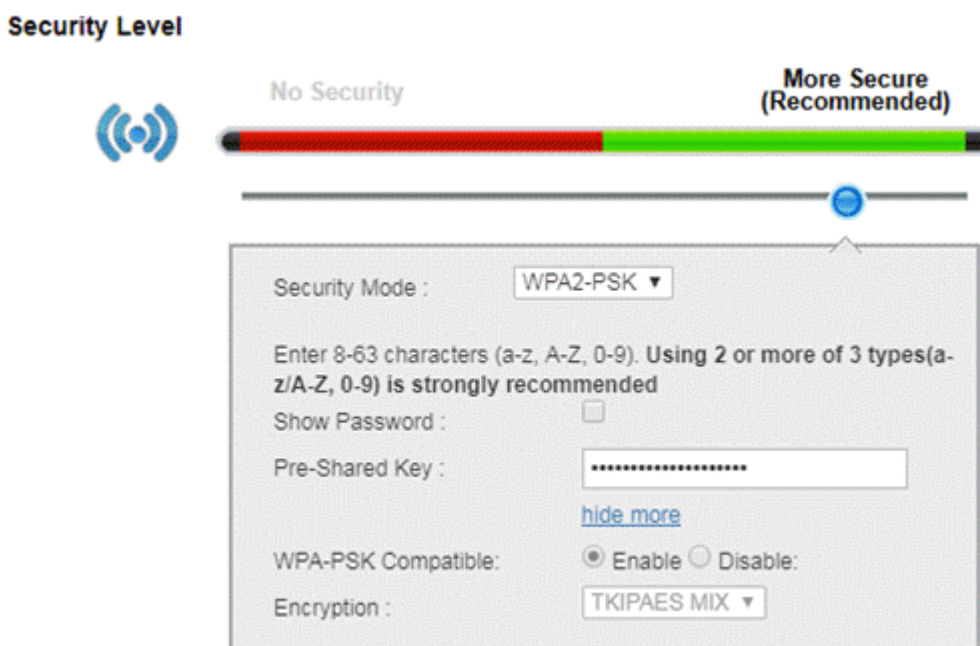 Security Level
No Security
More Secure
(Recommended)
Security Mode :
WPA2-PSK
Enter 8-63 characters (a-z, A-Z, 0-9). Using 2 or more of 3 types(a-
z/A-Z, 0-9) is strongly recommended
Show Password :
Pre-Shared Key :
hide more
WPA-PSK Compatible:
Enable Disable:
Encryption :
TKIPAES MIX